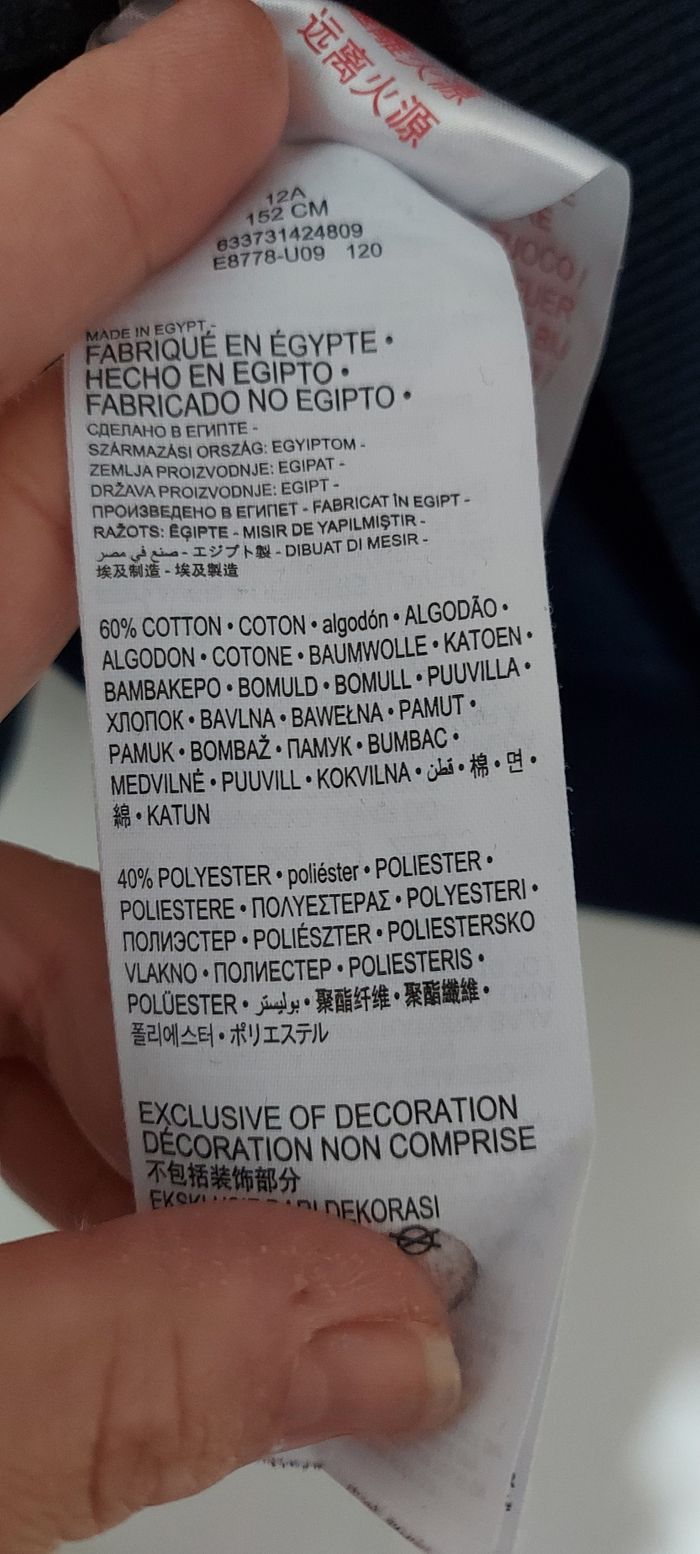 远离火源
12A
152 CM
633731424809
E8778-U09 120
MADE IN EGYPT -
FABRIQUÉ EN ÉGYPTE •
HECHO EN EGIPTO •
FABRICADO NO EGIPTO •
СДЕЛАНО В ЕГИПТЕ -
SZÁRMAZÁSI ORSZÁG: EGYIPTOM -
ZEMLJA PROIZVODNJE: EGIPAT -
DRŽAVA PROIZVODNJE: EGIPT -
ПРОИЗВЕДЕНО В ЕГИПЕТ - FABRICAT ÎN EGIPT -
RAŽOTS: ĒĢIPTE - MISIR DE YAPILMIŞTIR -
صنع في مصر - エジプト製 - DIBUAT DI MESIR -
埃及制造 - 埃及製造
60% COTTON • COTON • algodón • ALGODÃO •
ALGODON • COTONE • BAUMWOLLE • KATOEN •
ΒΑΜΒΑΚΕΡΟ • BOMULD • BOMULL • PUUVILLA •
ХЛОПОК • BAVLNA • BAWEŁNA • PAMUT •
PAMUK • BOMBAŽ • ПАМУК • BUMBAC •
MEDVILNĖ • PUUVILL • KOKVILNA • قطن • 棉 • 면 •
綿 • KATUN
40% POLYESTER • poliéster • POLIESTER •
POLIESTERE • ΠΟΛΥΕΣΤΕΡΑΣ • POLYESTERI •
ПОЛИЭСТЕР • POLIÉSZTER • POLIESTERSKO
VLAKNO • ПОЛИЕСТЕР • POLIESTERIS •
POLÜESTER • بوليستر • 聚酯纤维 • 聚酯纖維 •
폴리에스터 • ポリエステル
EXCLUSIVE OF DECORATION
DÉCORATION NON COMPRISE
不包括装饰部分
DEKORASI